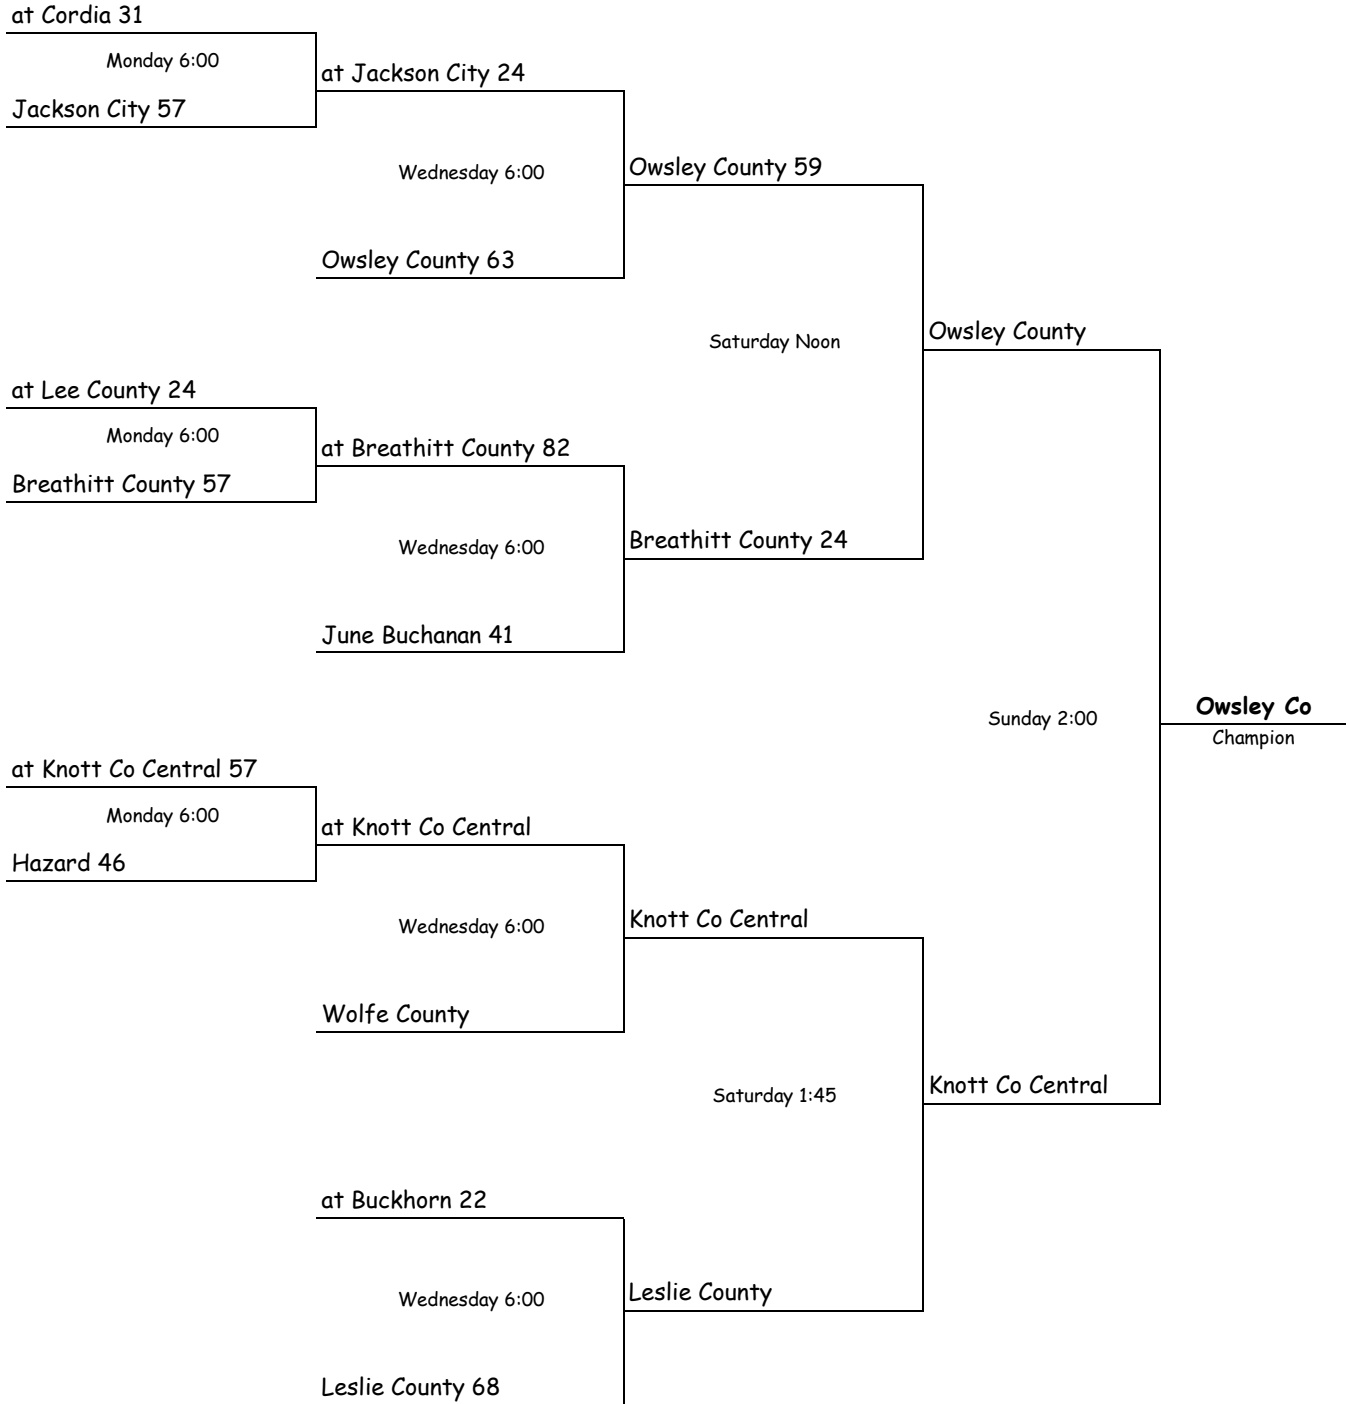 at Cordia 31
Monday 6:00
at Jackson City 24
Jackson City 57
Wednesday 6:00
Owsley County 59
Owsley County 63
Saturday Noon
Owsley County
at Lee County 24
Monday 6:00
at Breathitt County 82
Breathitt County 57
Wednesday 6:00
Breathitt County 24
June Buchanan 41
Sunday 2:00
Owsley Co
Champion
at Knott Co Central 57
Monday 6:00
at Knott Co Central
Hazard 46
Wednesday 6:00
Knott Co Central
Wolfe County
Saturday 1:45
Knott Co Central
at Buckhorn 22
Wednesday 6:00
Leslie County
Leslie County 68